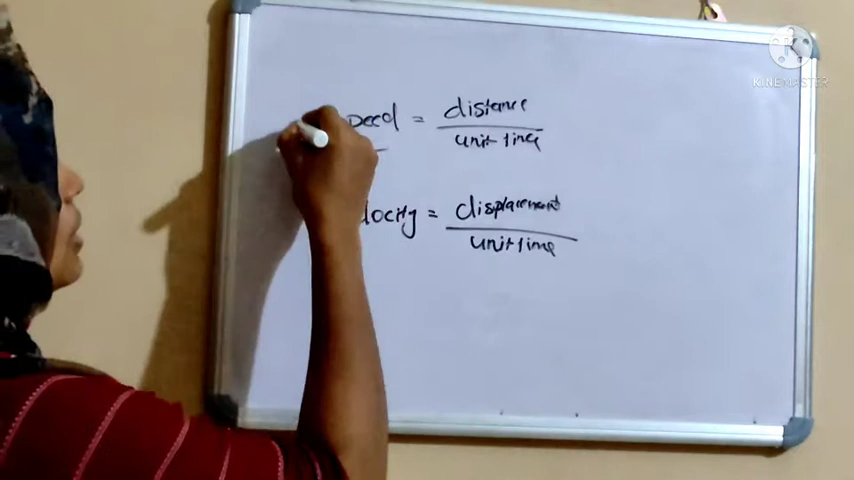 peed = distance
unit time
locity = displacement
unit time
KINEMASTER